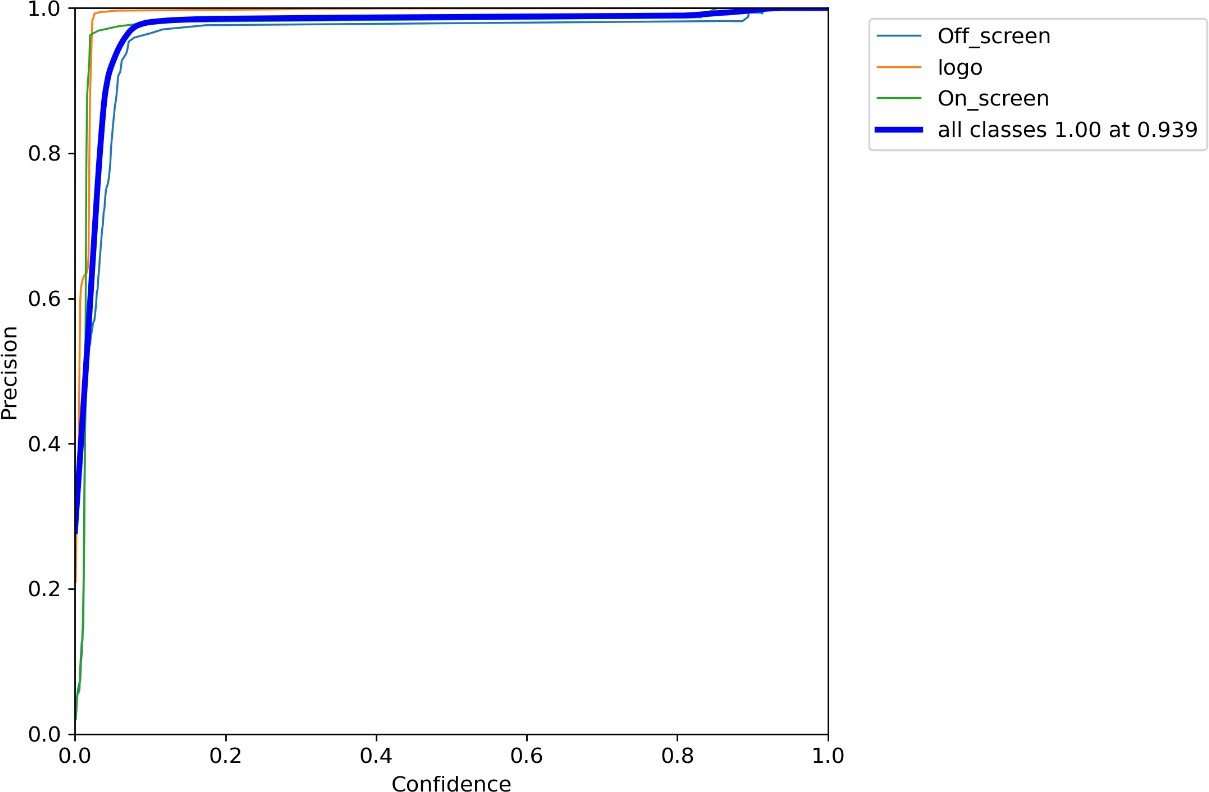 1.0
0.8
0.6
0.4
0.2
0.0
Precision
0.0 0.2 0.4 0.6 0.8 1.0
Confidence
Off_screen
logo
On_screen
all classes 1.00 at 0.939